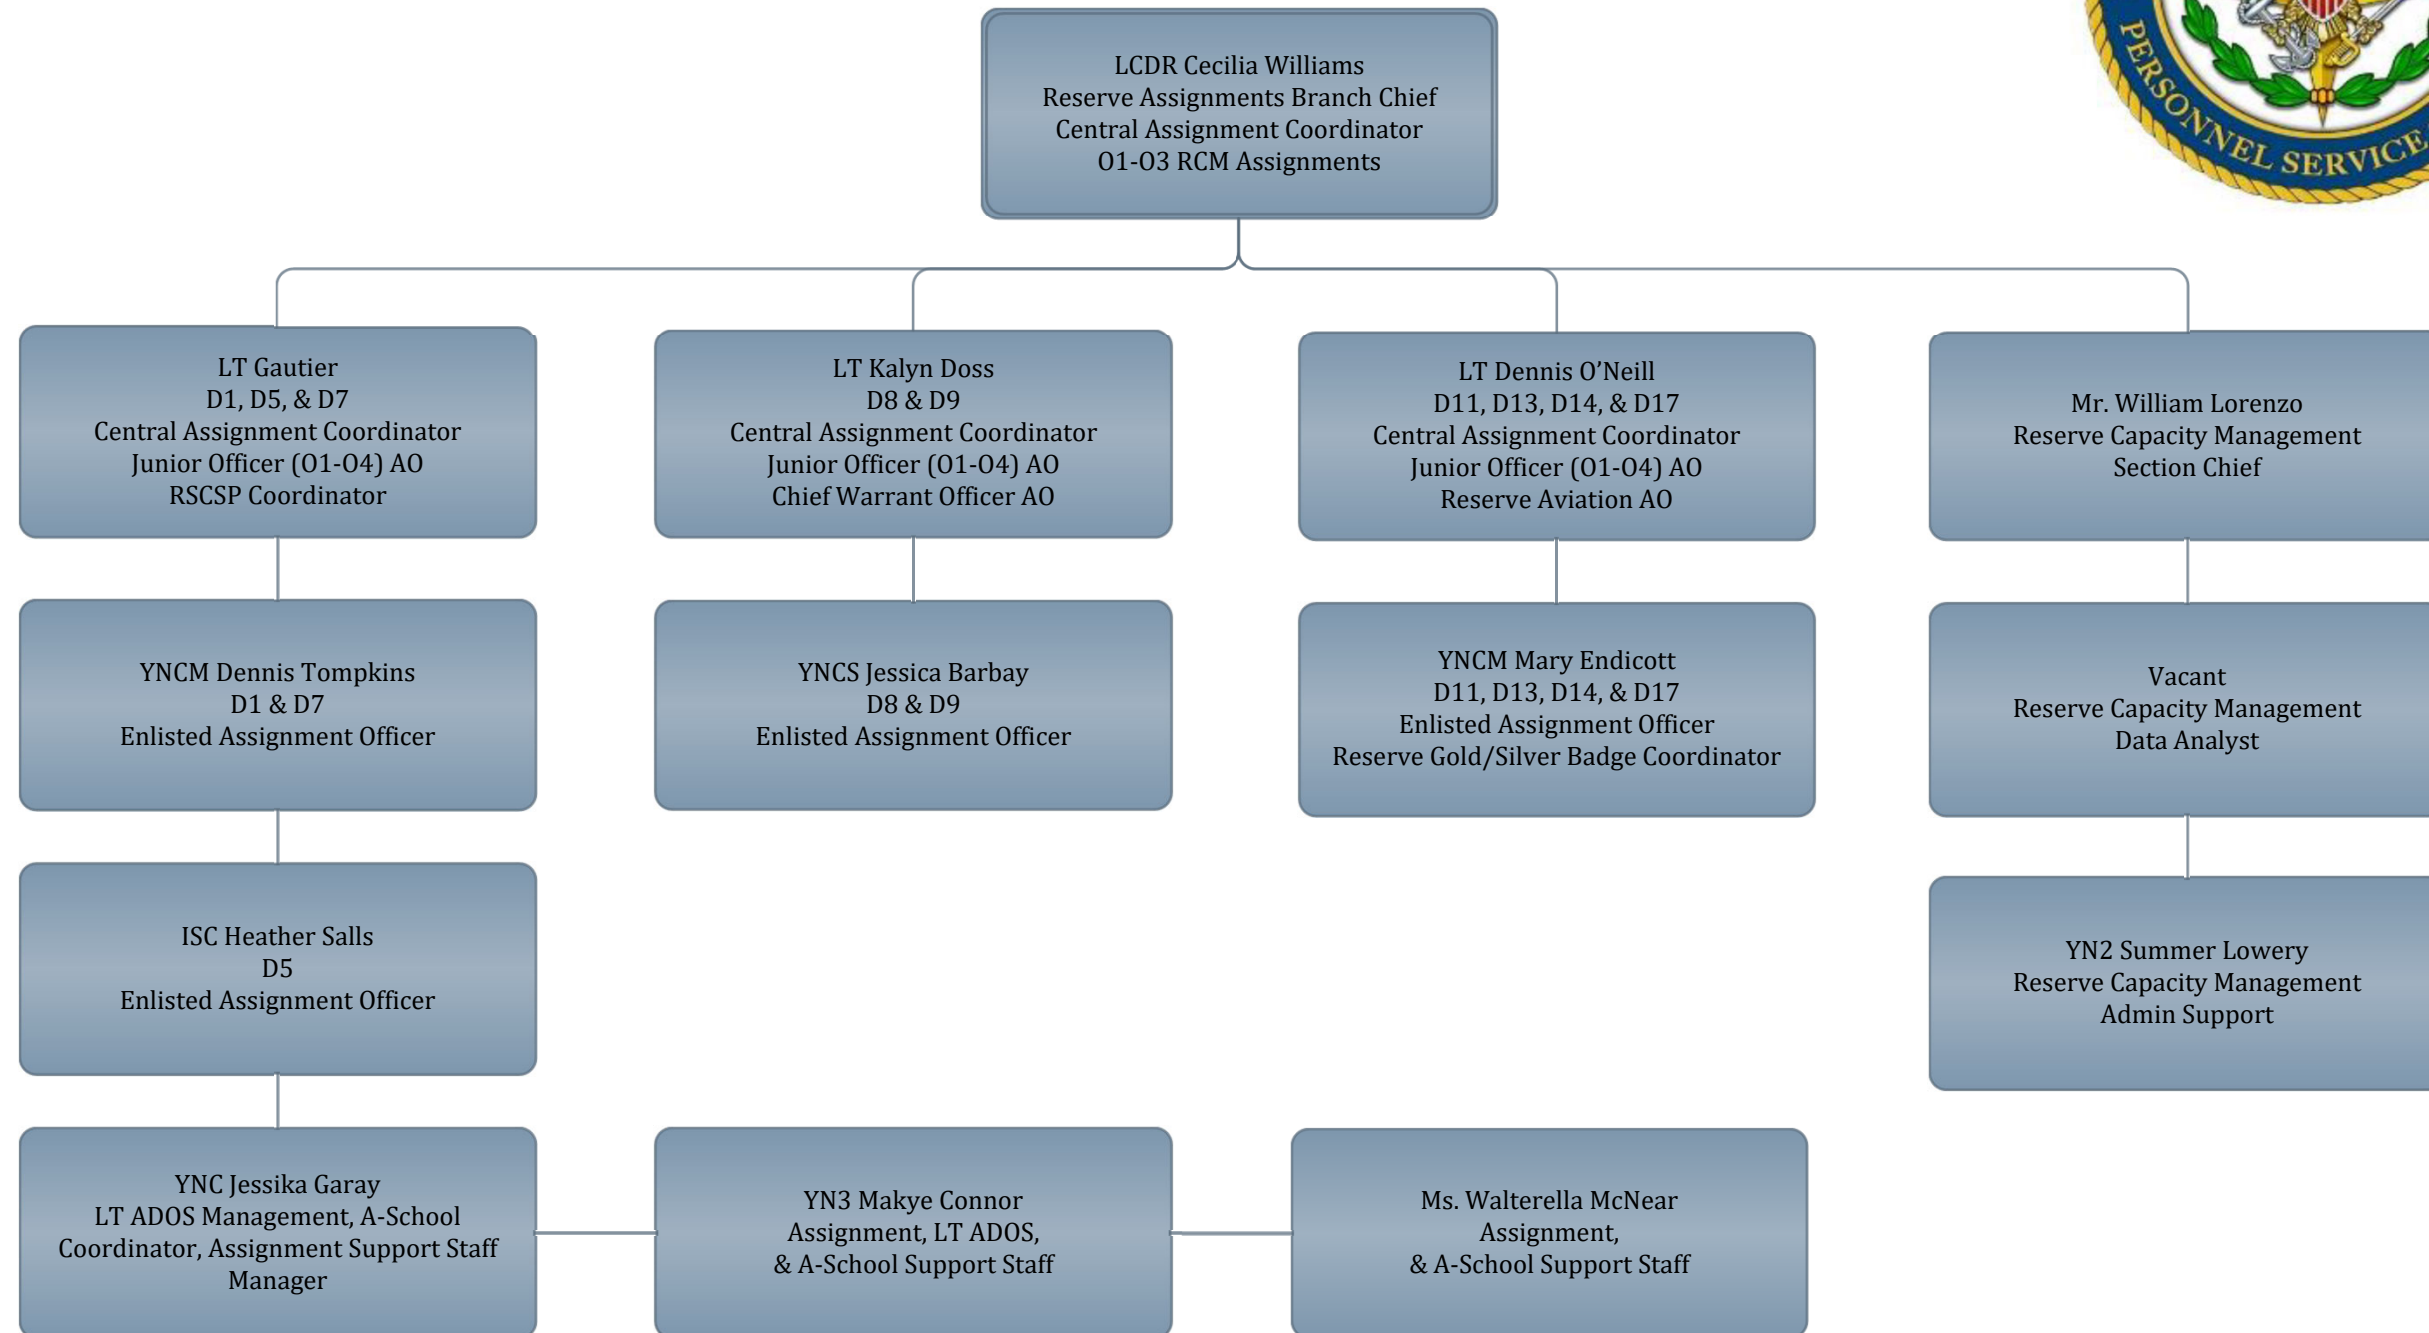 LCDR Cecilia Williams
Reserve Assignments Branch Chief
Central Assignment Coordinator
O1-O3 RCM Assignments
PERSONNEL SERVICE
LT Gautier
D1, D5, & D7
Central Assignment Coordinator
Junior Officer (O1-O4) AO
RSCSP Coordinator
LT Kalyn Doss
D8 & D9
Central Assignment Coordinator
Junior Officer (O1-O4) AO
Chief Warrant Officer AO
LT Dennis O’Neill
D11, D13, D14, & D17
Central Assignment Coordinator
Junior Officer (O1-O4) AO
Reserve Aviation AO
Mr. William Lorenzo
Reserve Capacity Management
Section Chief
YNCM Dennis Tompkins
D1 & D7
Enlisted Assignment Officer
YNCS Jessica Barbay
D8 & D9
Enlisted Assignment Officer
YNCM Mary Endicott
D11, D13, D14, & D17
Enlisted Assignment Officer
Reserve Gold/Silver Badge Coordinator
Vacant
Reserve Capacity Management
Data Analyst
ISC Heather Salls
D5
Enlisted Assignment Officer
YN2 Summer Lowery
Reserve Capacity Management
Admin Support
YNC Jessika Garay
LT ADOS Management, A-School
Coordinator, Assignment Support Staff
Manager
YN3 Makye Connor
Assignment, LT ADOS,
& A-School Support Staff
Ms. Walterella McNear
Assignment,
& A-School Support Staff